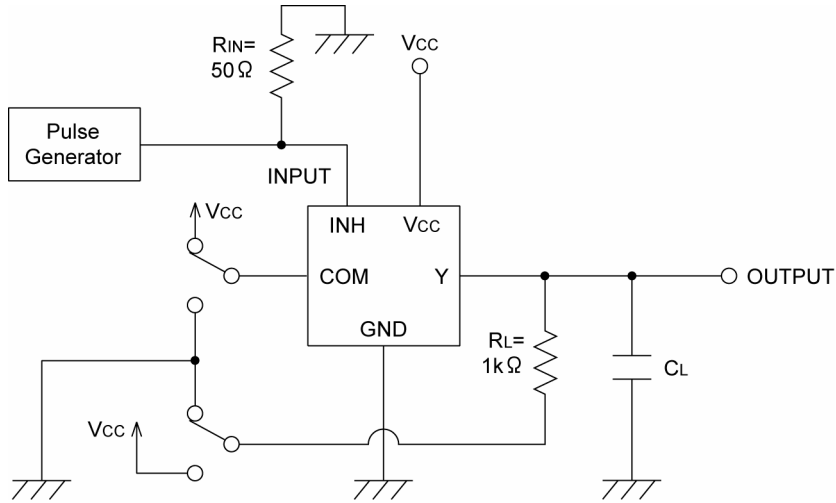 RIN=
50Ω
VCC
Pulse
Generator
INPUT
VCC
INH
VCC
COM
Y
OUTPUT
GND
RL=
1kΩ
CL
VCC